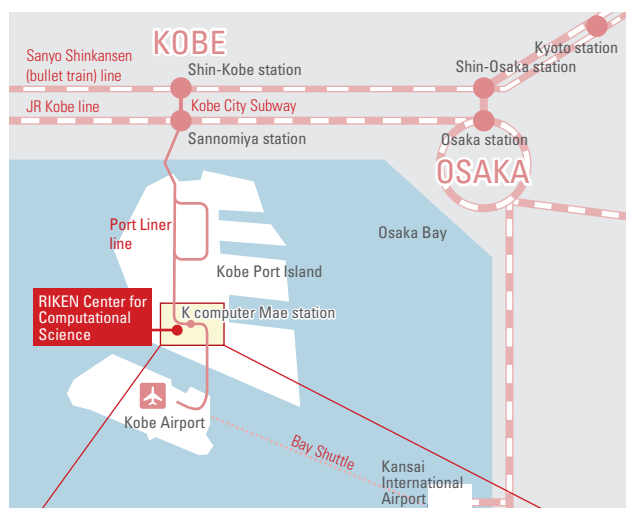 KOBE
Kyoto station
Sanyo Shinkansen
(bullet train) line
Shin-Kobe station
Shin-Osaka station
JR Kobe line
Kobe City Subway
Sannomiya station
Osaka station
OSAKA
Port Liner
line
Osaka Bay
Kobe Port Island
RIKEN Center for
Computational
Science
K computer Mae station
Kobe Airport
Bay Shuttle
Kansai
International
Airport